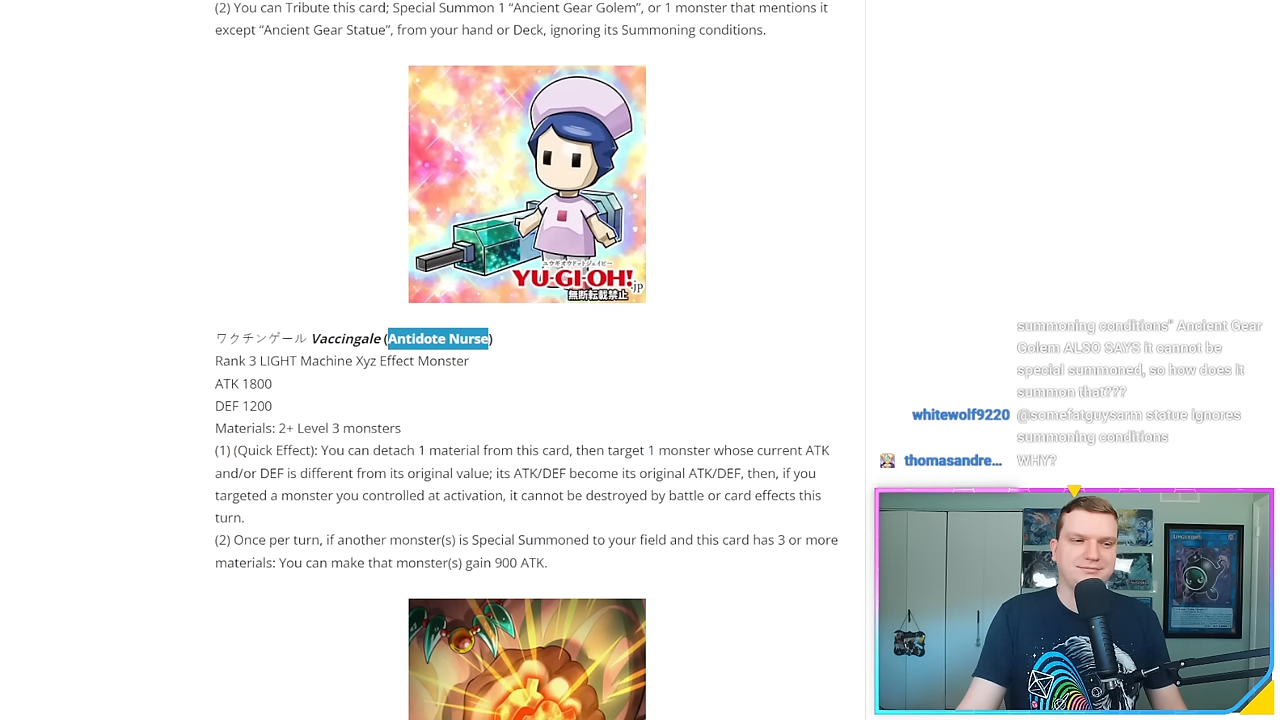 (2) You can Tribute this card; Special Summon 1 “Ancient Gear Golem”, or 1 monster that mentions it
except “Ancient Gear Statue”, from your hand or Deck, ignoring its Summoning conditions.
YU-GI-OH!.jp
無断転載禁止
ワクチンゲール Vaccingale (Antidote Nurse)
Rank 3 LIGHT Machine Xyz Effect Monster
ATK 1800
DEF 1200
Materials: 2+ Level 3 monsters
(1) (Quick Effect): You can detach 1 material from this card, then target 1 monster whose current ATK
and/or DEF is different from its original value; its ATK/DEF become its original ATK/DEF, then, if you
targeted a monster you controlled at activation, it cannot be destroyed by battle or card effects this
turn.
(2) Once per turn, if another monster(s) is Special Summoned to your field and this card has 3 or more
materials: You can make that monster(s) gain 900 ATK.
summoning conditions" Ancient Gear
Golem ALSO SAYS it cannot be
special summoned, so how does it
summon that???
whitewolf9220 @somefatguysarm statue ignores
summoning conditions
thomasandre... WHY?